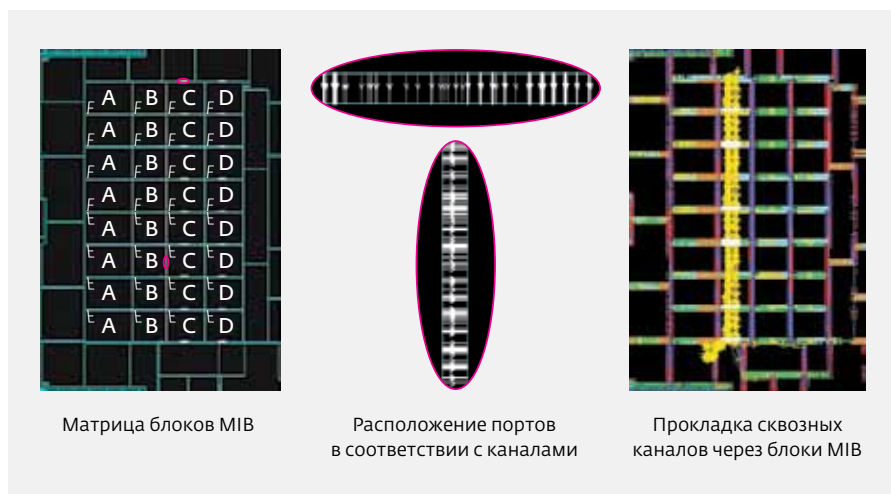 A B C D
A B C D
A B C D
A B C D
A B C D
A B C D
A B C D
A B C D
Матрица блоков MIB
Расположение портов
в соответствии с каналами
Прокладка сквозных
каналов через блоки MIB